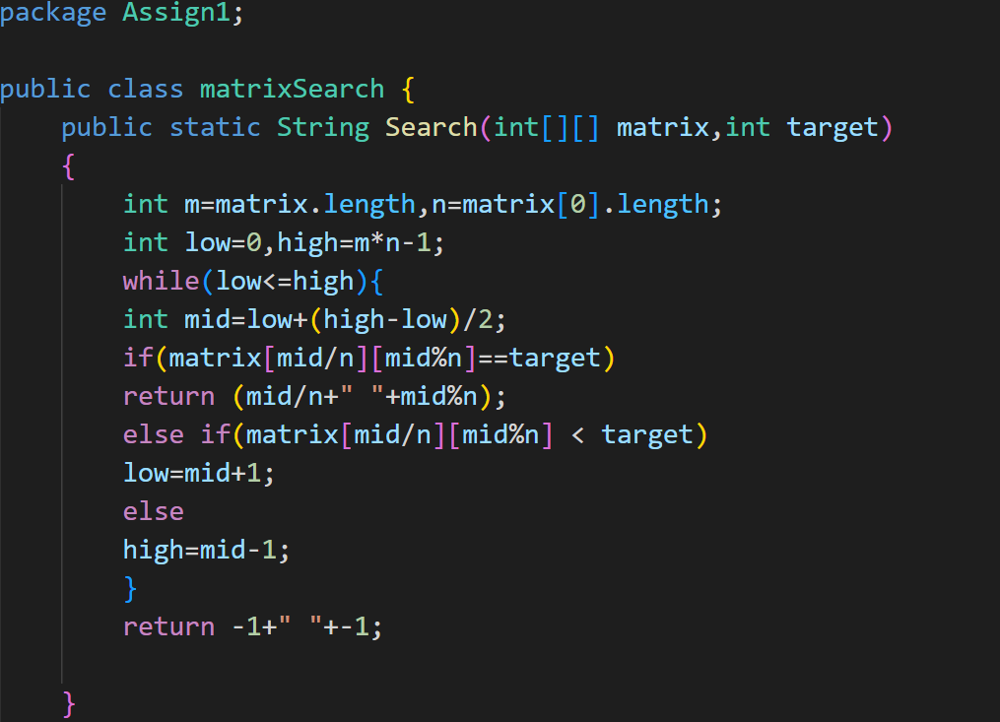 package Assign1;
public class matrixSearch {
    public static String Search(int[][] matrix,int target)
    {
        int m=matrix.length,n=matrix[0].length;
        int low=0,high=m*n-1;
        while(low<=high){
        int mid=low+(high-low)/2;
        if(matrix[mid/n][mid%n]==target)
        return (mid/n+" "+mid%n);
        else if(matrix[mid/n][mid%n] < target)
        low=mid+1;
        else
        high=mid-1;
        }
        return -1+" "+-1;
    }